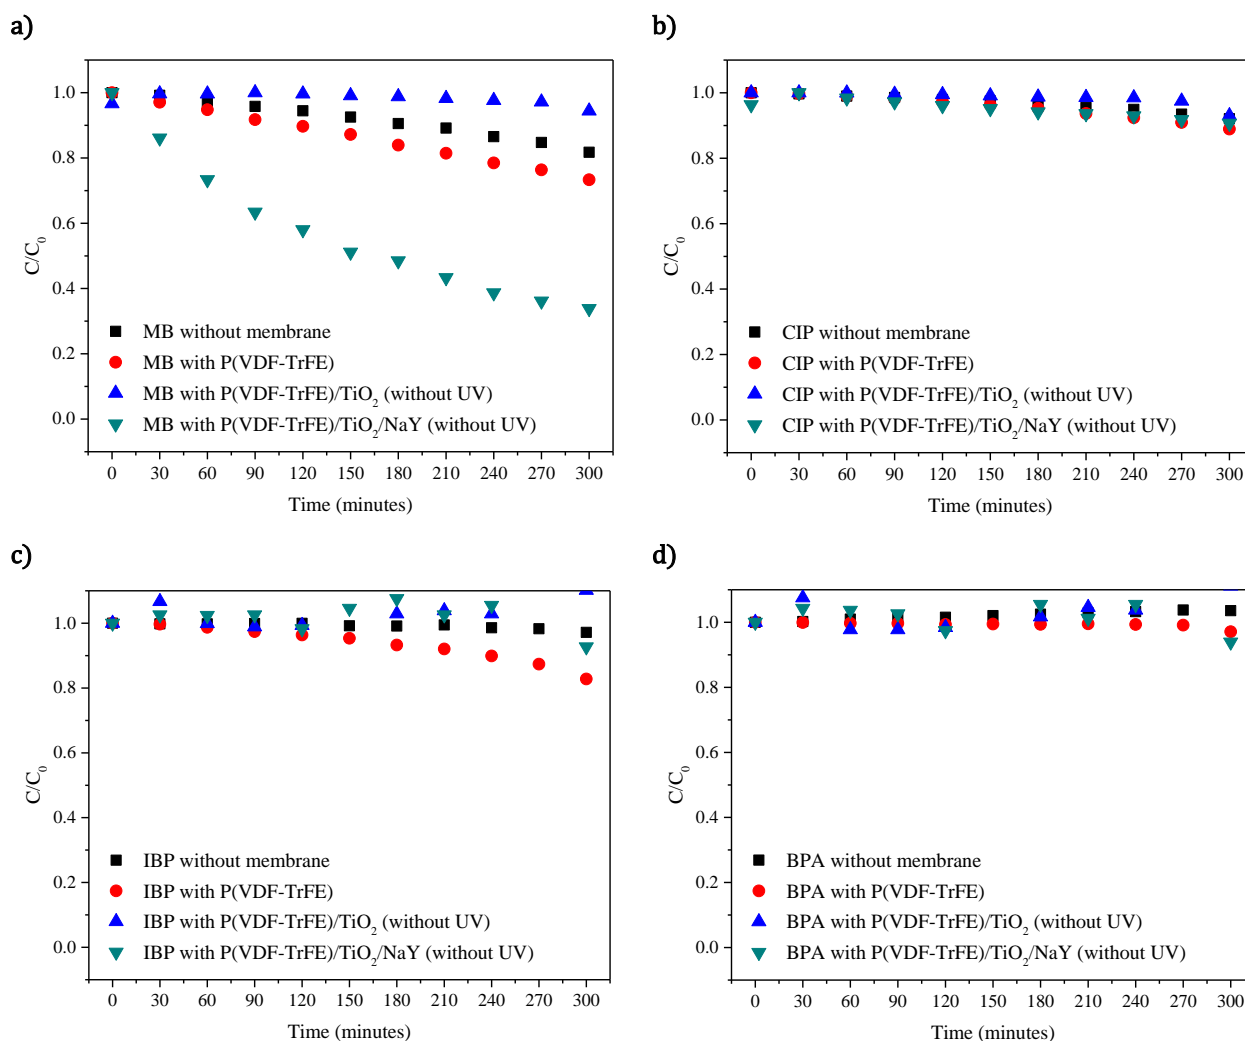 a)
1.0
0.8
0.6
0.4
0.2
0.0
C/C₀
MB without membrane
MB with P(VDF-TrFE)
MB with P(VDF-TrFE)/TiO₂ (without UV)
MB with P(VDF-TrFE)/TiO₂/NaY (without UV)
0 30 60 90 120 150 180 210 240 270 300
Time (minutes)
b)
1.0
0.8
0.6
0.4
0.2
0.0
C/C₀
CIP without membrane
CIP with P(VDF-TrFE)
CIP with P(VDF-TrFE)/TiO₂ (without UV)
CIP with P(VDF-TrFE)/TiO₂/NaY (without UV)
0 30 60 90 120 150 180 210 240 270 300
Time (minutes)
c)
1.0
0.8
0.6
0.4
0.2
0.0
C/C₀
IBP without membrane
IBP with P(VDF-TrFE)
IBP with P(VDF-TrFE)/TiO₂ (without UV)
IBP with P(VDF-TrFE)/TiO₂/NaY (without UV)
0 30 60 90 120 150 180 210 240 270 300
Time (minutes)
d)
1.0
0.8
0.6
0.4
0.2
0.0
C/C₀
BPA without membrane
BPA with P(VDF-TrFE)
BPA with P(VDF-TrFE)/TiO₂ (without UV)
BPA with P(VDF-TrFE)/TiO₂/NaY (without UV)
0 30 60 90 120 150 180 210 240 270 300
Time (minutes)